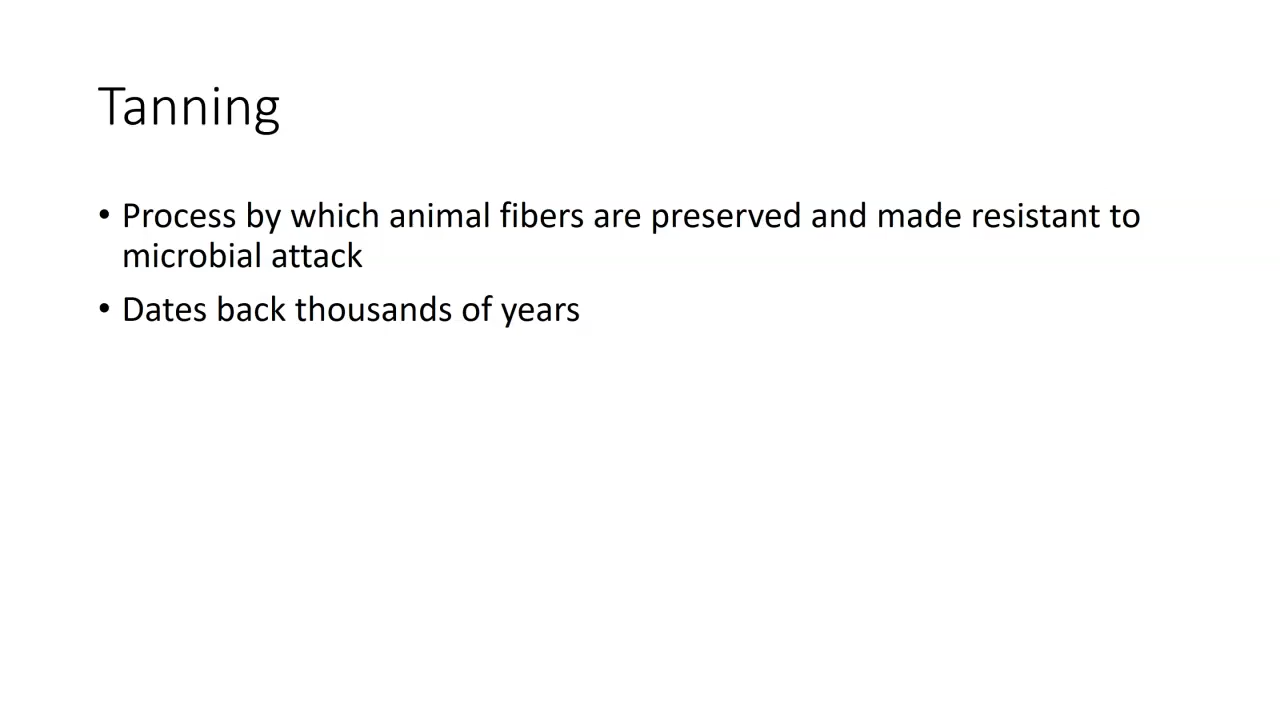 Tanning
• Process by which animal fibers are preserved and made resistant to
microbial attack
• Dates back thousands of years